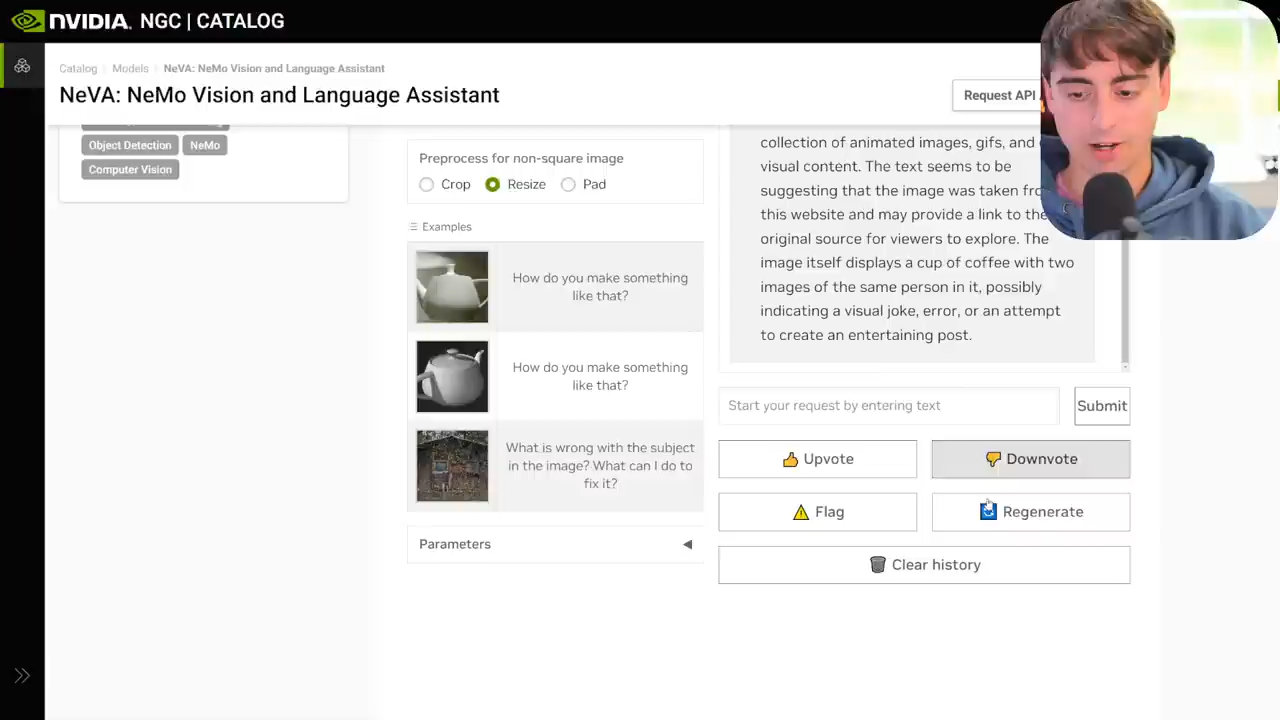 NVIDIA. NGC | CATALOG
Catalog Models NeVA: NeMo Vision and Language Assistant
NeVA: NeMo Vision and Language Assistant
Request API
Object Detection
NeMo
Computer Vision
Preprocess for non-square image
Crop
Resize
Pad
Examples
How do you make something
like that?
How do you make something
like that?
What is wrong with the subject
in the image? What can I do to
fix it?
Parameters
collection of animated images, gifs, and
visual content. The text seems to be
suggesting that the image was taken
this website and may provide a link to the
original source for viewers to explore. The
image itself displays a cup of coffee with two
images of the same person in it, possibly
indicating a visual joke, error, or an attempt
to create an entertaining post.
Start your request by entering text
Submit
Upvote
Downvote
Flag
Regenerate
Clear history